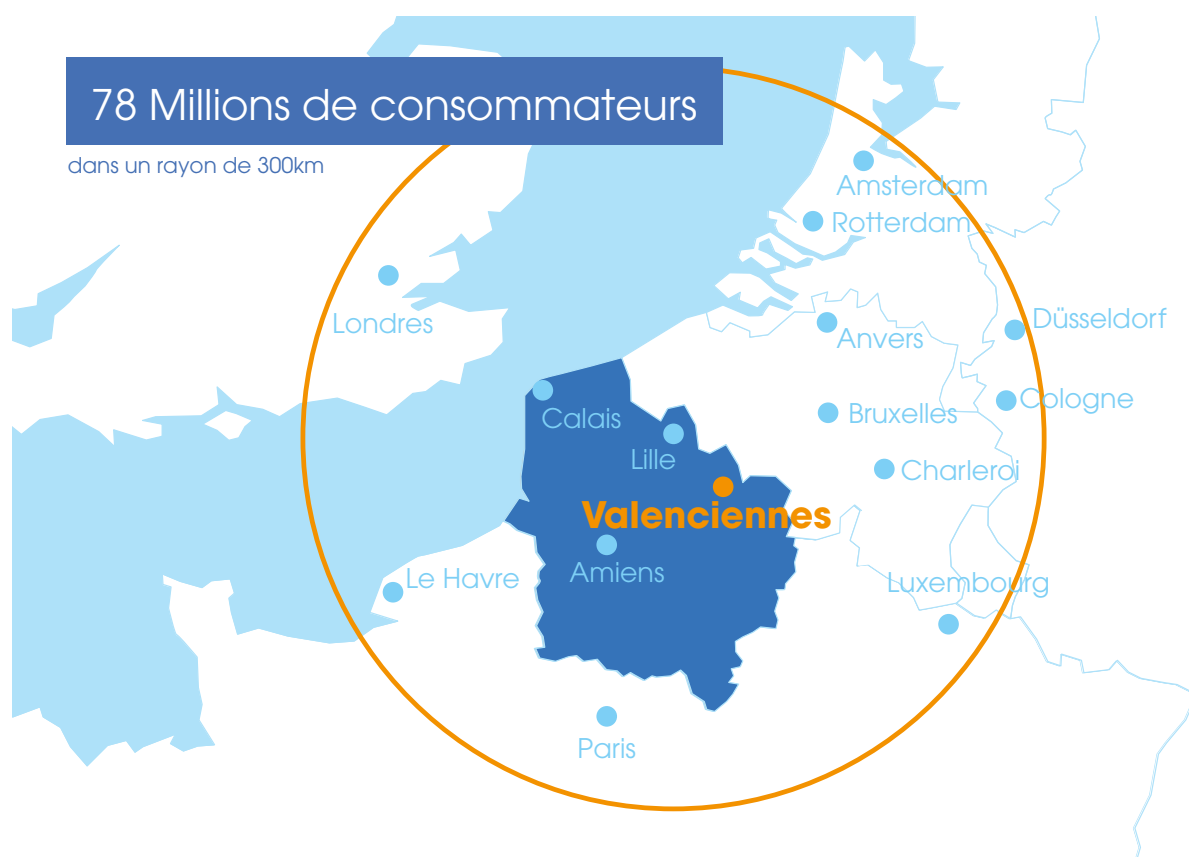 78 Millions de consommateurs
dans un rayon de 300km
Amsterdam
Rotterdam
Londres
Düsseldorf
Anvers
Calais
Cologne
Bruxelles
Lille
Charleroi
Valenciennes
Amiens
Le Havre
Luxembourg
Paris